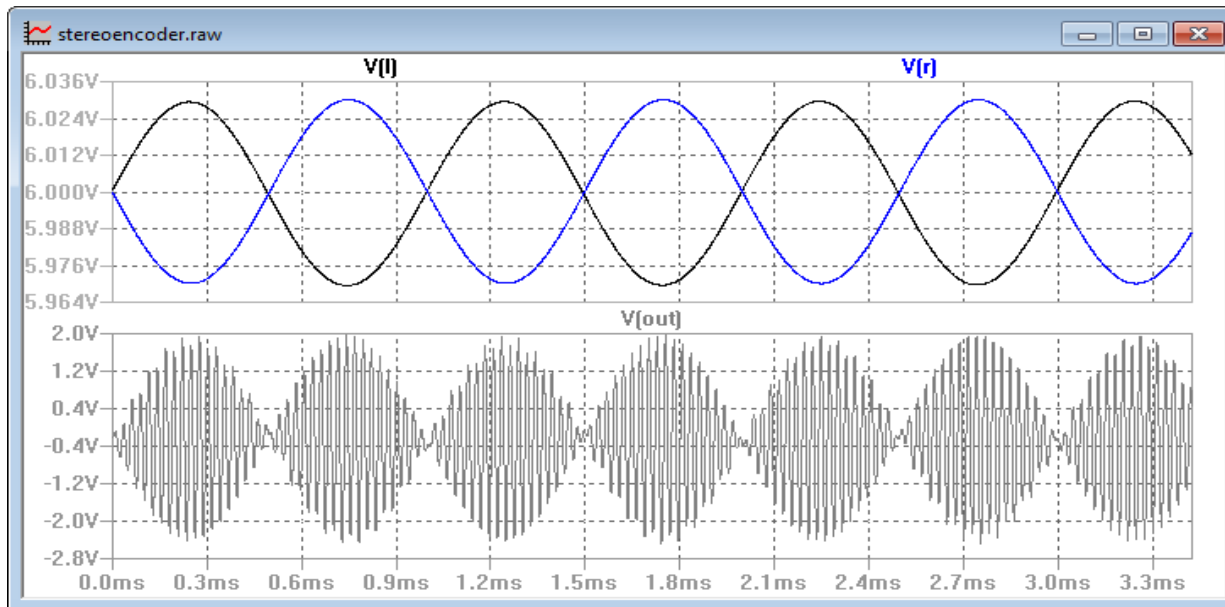 stereoencoder.raw
V(l) V(r)
6.036V
6.024V
6.012V
6.000V
5.988V
5.976V
5.964V
V(out)
2.0V
1.2V
0.4V
-0.4V
-1.2V
-2.0V
-2.8V
0.0ms 0.3ms 0.6ms 0.9ms 1.2ms 1.5ms 1.8ms 2.1ms 2.4ms 2.7ms 3.0ms 3.3ms